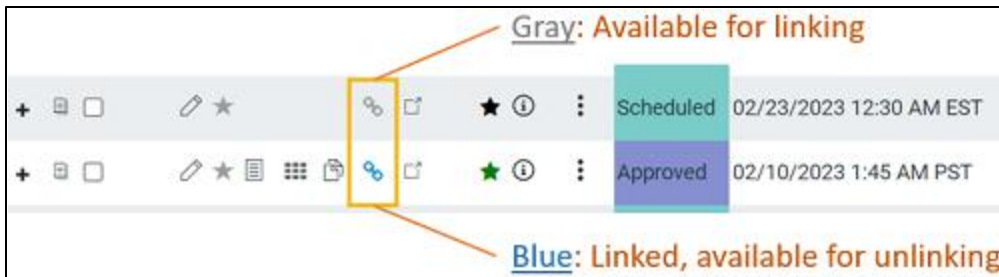 Gray: Available for linking
Scheduled 02/23/2023 12:30 AM EST
Approved 02/10/2023 1:45 AM PST
Blue: Linked, available for unlinking